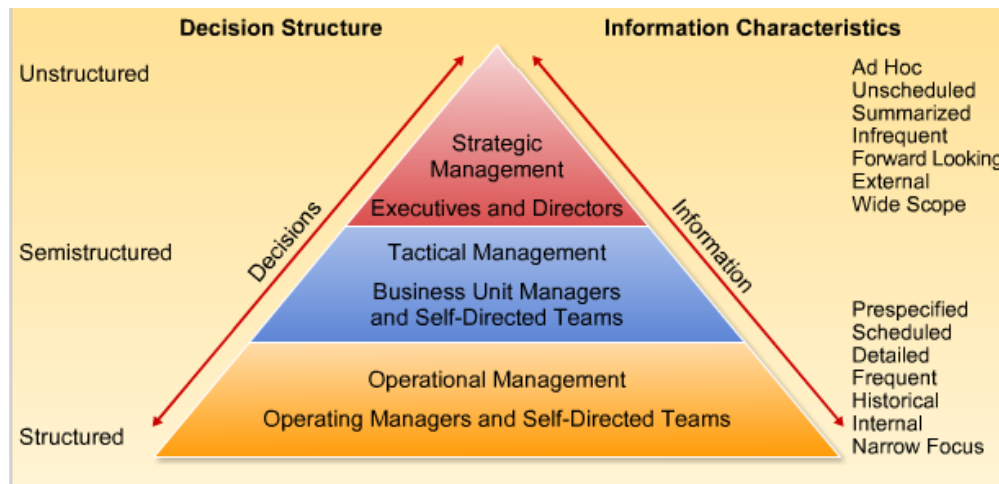 Decision Structure
Information Characteristics
Unstructured
Semistructured
Structured
Decisions
Strategic
Management
Executives and Directors
Tactical Management
Business Unit Managers
and Self-Directed Teams
Operational Management
Operating Managers and Self-Directed Teams
Information
Ad Hoc
Unscheduled
Summarized
Infrequent
Forward Looking
External
Wide Scope
Prespecified
Scheduled
Detailed
Frequent
Historical
Internal
Narrow Focus